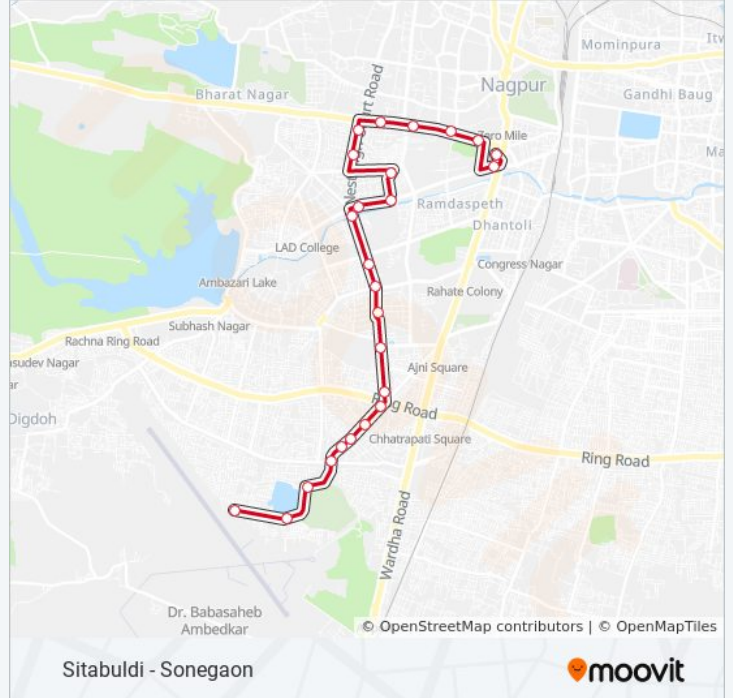 Mominpura
Itw
Nagpur
Bharat Nagar
Gandhi Baug
Zero Mile
Ma
Ramdaspeth
Dhantoli
LAD College
Congress Nagar
Ambazari Lake
Rahate Colony
Subhash Nagar
Rachna Ring Road
asudev Nagar
Ajni Square
ar
Ring Road
Digdoh
Chhatrapati Square
Ring Road
Wardha Road
Dr. Babasaheb
Ambedkar
© OpenStreetMap contributors | © OpenMapTiles
Sitabuldi - Sonegaon
moovit